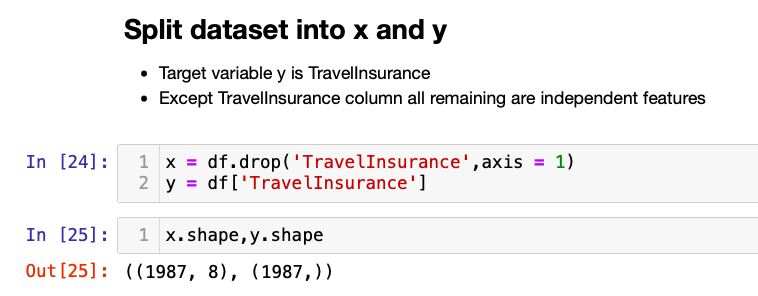 Split dataset into x and y
• Target variable y is TravelInsurance
• Except TravelInsurance column all remaining are independent features
In [24]: 1 x = df.drop('TravelInsurance',axis = 1)
2 y = df['TravelInsurance']
In [25]: 1 x.shape,y.shape
Out[25]: ((1987, 8), (1987,))